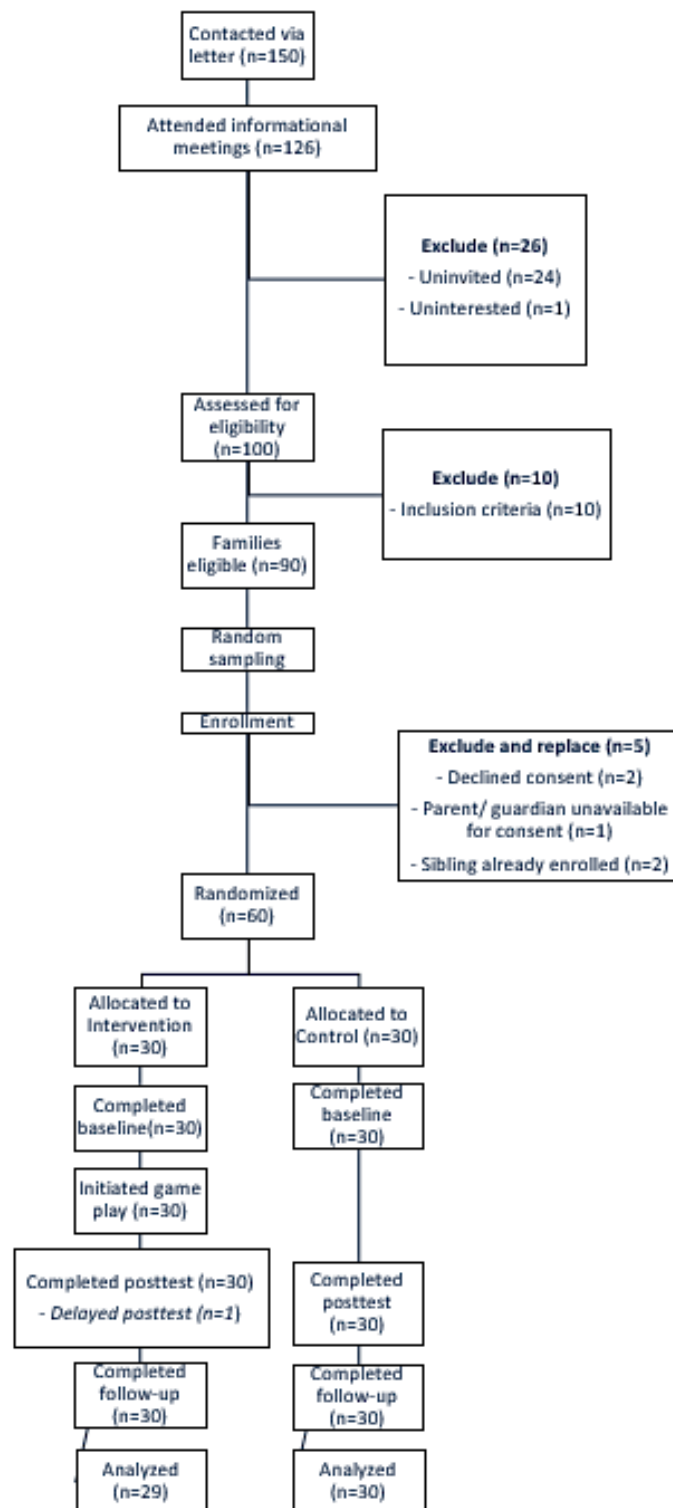 Contacted via
letter (n=150)
Attended informational
meetings (n=126)
Exclude (n=26)
- Uninvited (n=24)
- Uninterested (n=1)
Assessed for
eligibility
(n=100)
Exclude (n=10)
- Inclusion criteria (n=10)
Families
eligible (n=90)
Random
sampling
Enrollment
Exclude and replace (n=5)
- Declined consent (n=2)
- Parent/ guardian unavailable
for consent (n=1)
- Sibling already enrolled (n=2)
Randomized
(n=60)
Allocated to
Intervention
(n=30)
Completed
baseline(n=30)
Initiated game
play (n=30)
Completed posttest (n=30)
- Delayed posttest (n=1)
Completed
follow-up
(n=30)
Analyzed
(n=29)
Allocated to
Control (n=30)
Completed
baseline
(n=30)
Completed
posttest
(n=30)
Completed
follow-up
(n=30)
Analyzed
(n=30)